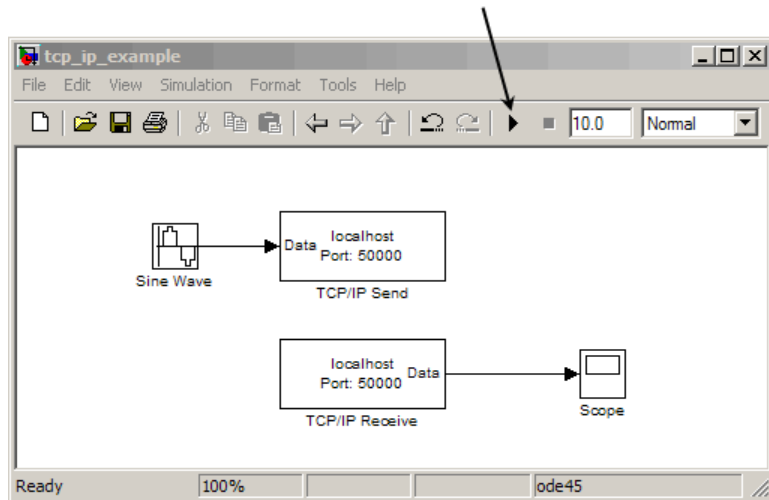 tcp_ip_example
File Edit View Simulation Format Tools Help
10.0 Normal
localhost
Data
Port: 50000
Sine Wave
TCP/IP Send
localhost
Data
Port: 50000
TCP/IP Receive
Scope
Ready 100% ode45